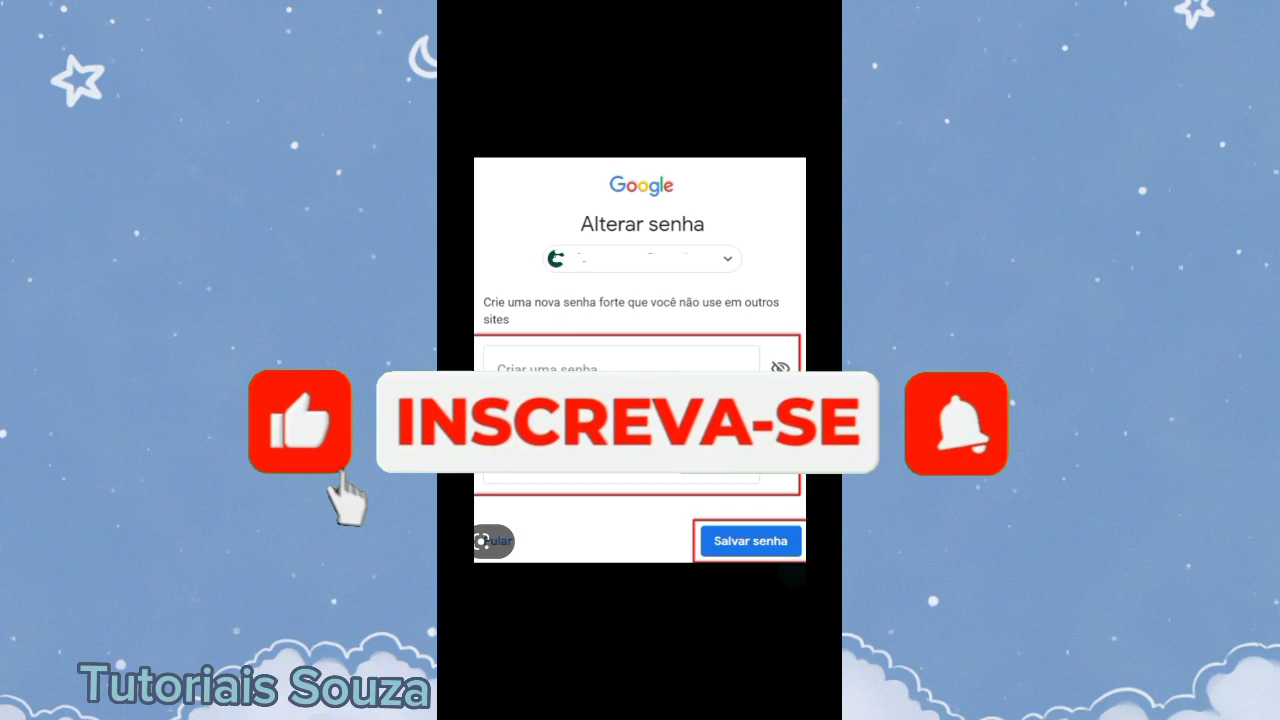 Google
Alterar senha
Crie uma nova senha forte que você não use em outros
sites
Criar uma senha
INSCREVA-SE
Salvar senha
Tutoriais Souza